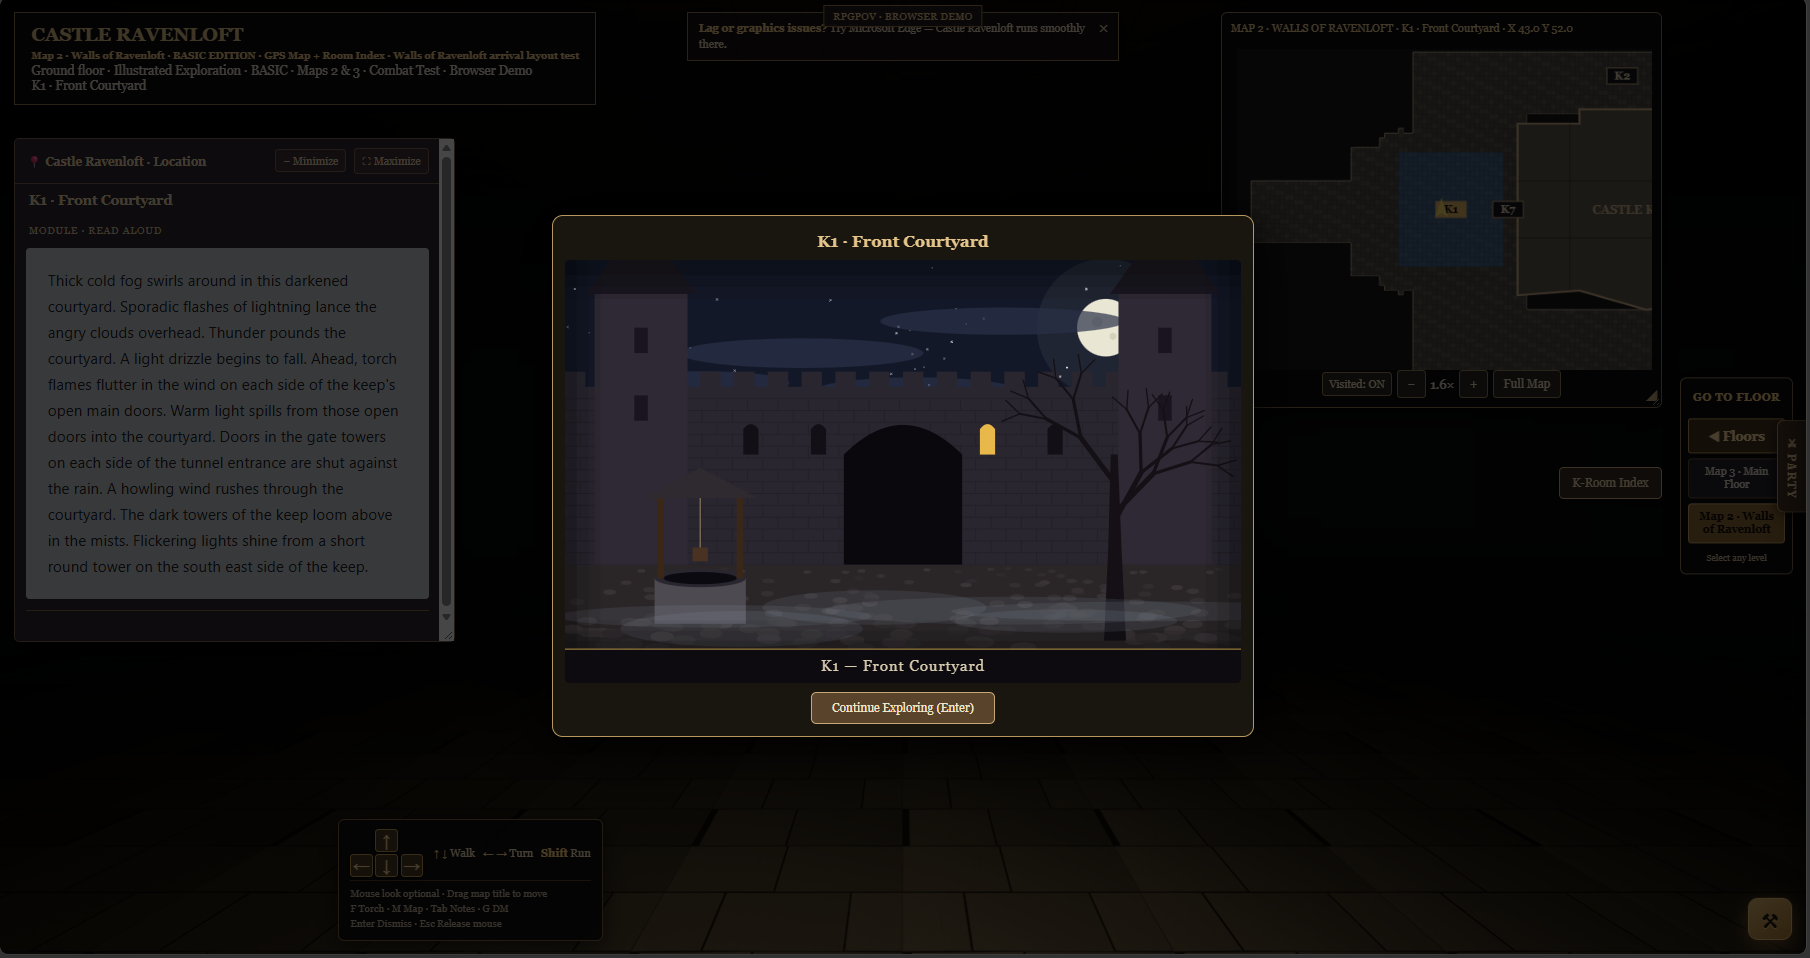 CASTLE RAVENLOFT
Map 2 · Walls of Ravenloft · BASIC EDITION · GPS Map + Room Index · Walls of Ravenloft arrival layout test
Ground floor · Illustrated Exploration · BASIC · Maps 2 & 3 · Combat Test · Browser Demo
K1 · Front Courtyard
RPGPOV · BROWSER DEMO
Lag or graphics issues? Try Microsoft Edge — Castle Ravenloft runs smoothly
there.
×
MAP 2 · WALLS OF RAVENLOFT · K1 · Front Courtyard · X 43.0 Y 52.0
K2
K1
K7
CASTLE
Visited: ON
−
1.6×
+
Full Map
Castle Ravenloft · Location
− Minimize
Maximize
K1 · Front Courtyard
MODULE · READ ALOUD
Thick cold fog swirls around in this darkened
courtyard. Sporadic flashes of lightning lance the
angry clouds overhead. Thunder pounds the
courtyard. A light drizzle begins to fall. Ahead, torch
flames flutter in the wind on each side of the keep's
open main doors. Warm light spills from those open
doors into the courtyard. Doors in the gate towers
on each side of the tunnel entrance are shut against
the rain. A howling wind rushes through the
courtyard. The dark towers of the keep loom above
in the mists. Flickering lights shine from a short
round tower on the south east side of the keep.
K1 · Front Courtyard
K1 — Front Courtyard
Continue Exploring (Enter)
GO TO FLOOR
◀ Floors
Map 3 · Main
Floor
Map 2 · Walls
of Ravenloft
Select any level
PARTY
K-Room Index
↑
← ↓ →
↑↓ Walk ←→ Turn Shift Run
Mouse look optional · Drag map title to move
F Torch · M Map · Tab Notes · G DM
Enter Dismiss · Esc Release mouse